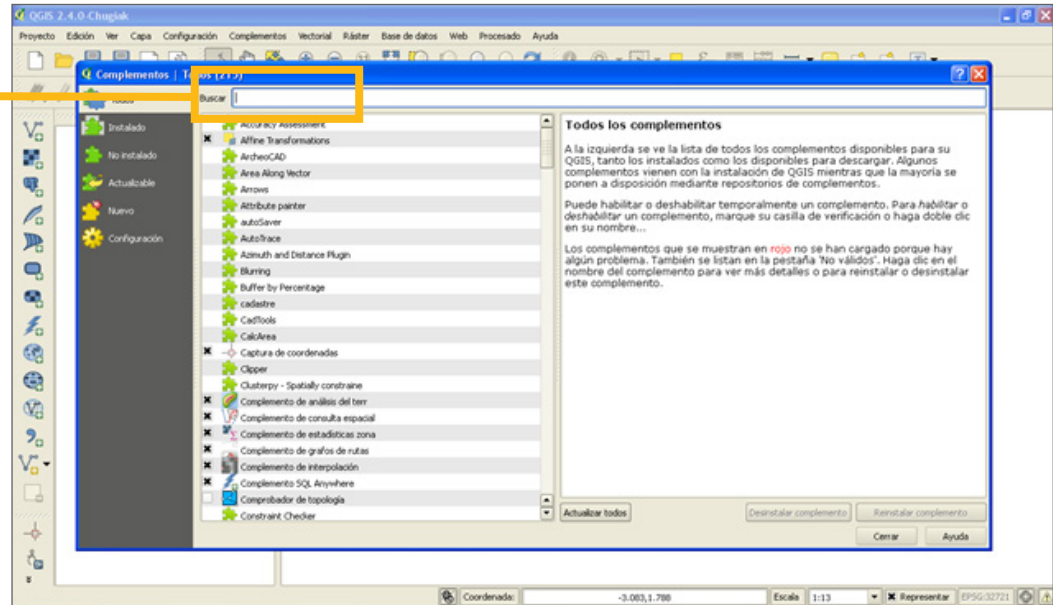 QGIS 2.4.0-Chugiak
Proyecto Edición Ver Capa Configuración Complementos Vectorial Ráster Base de datos Web Procesado Ayuda
Complementos | Todos (215)
Todos
Instalado
No instalado
Actualizable
Nuevo
Configuración
Buscar
Accuracy Assessment
Affine Transformations
ArcheoCAD
Area Along Vector
Arrows
Attribute painter
autoSaver
AutoTrace
Azimuth and Distance Plugin
Blurring
Buffer by Percentage
cadastre
CadTools
CalcArea
Captura de coordenadas
Clipper
Clusterpy - Spatially constraine
Complemento de análisis del terr
Complemento de consulta espacial
Complemento de estadísticas zona
Complemento de grafos de rutas
Complemento de interpolación
Complemento SQL Anywhere
Comprobador de topología
Constraint Checker
Todos los complementos
A la izquierda se ve la lista de todos los complementos disponibles para su
QGIS, tanto los instalados como los disponibles para descargar. Algunos
complementos vienen con la instalación de QGIS mientras que la mayoría se
ponen a disposición mediante repositorios de complementos.
Puede habilitar o deshabilitar temporalmente un complemento. Para habilitar o
deshabilitar un complemento, marque su casilla de verificación o haga doble clic
en su nombre...
Los complementos que se muestran en rojo no se han cargado porque hay
algún problema. También se listan en la pestaña 'No válidos'. Haga clic en el
nombre del complemento para ver más detalles o para reinstalar o desinstalar
este complemento.
Actualizar todos Desinstalar complemento Reinstalar complemento
Cerrar Ayuda
Coordenada: -3.083,1.788 Escala 1:13 Representar EPSG:32721